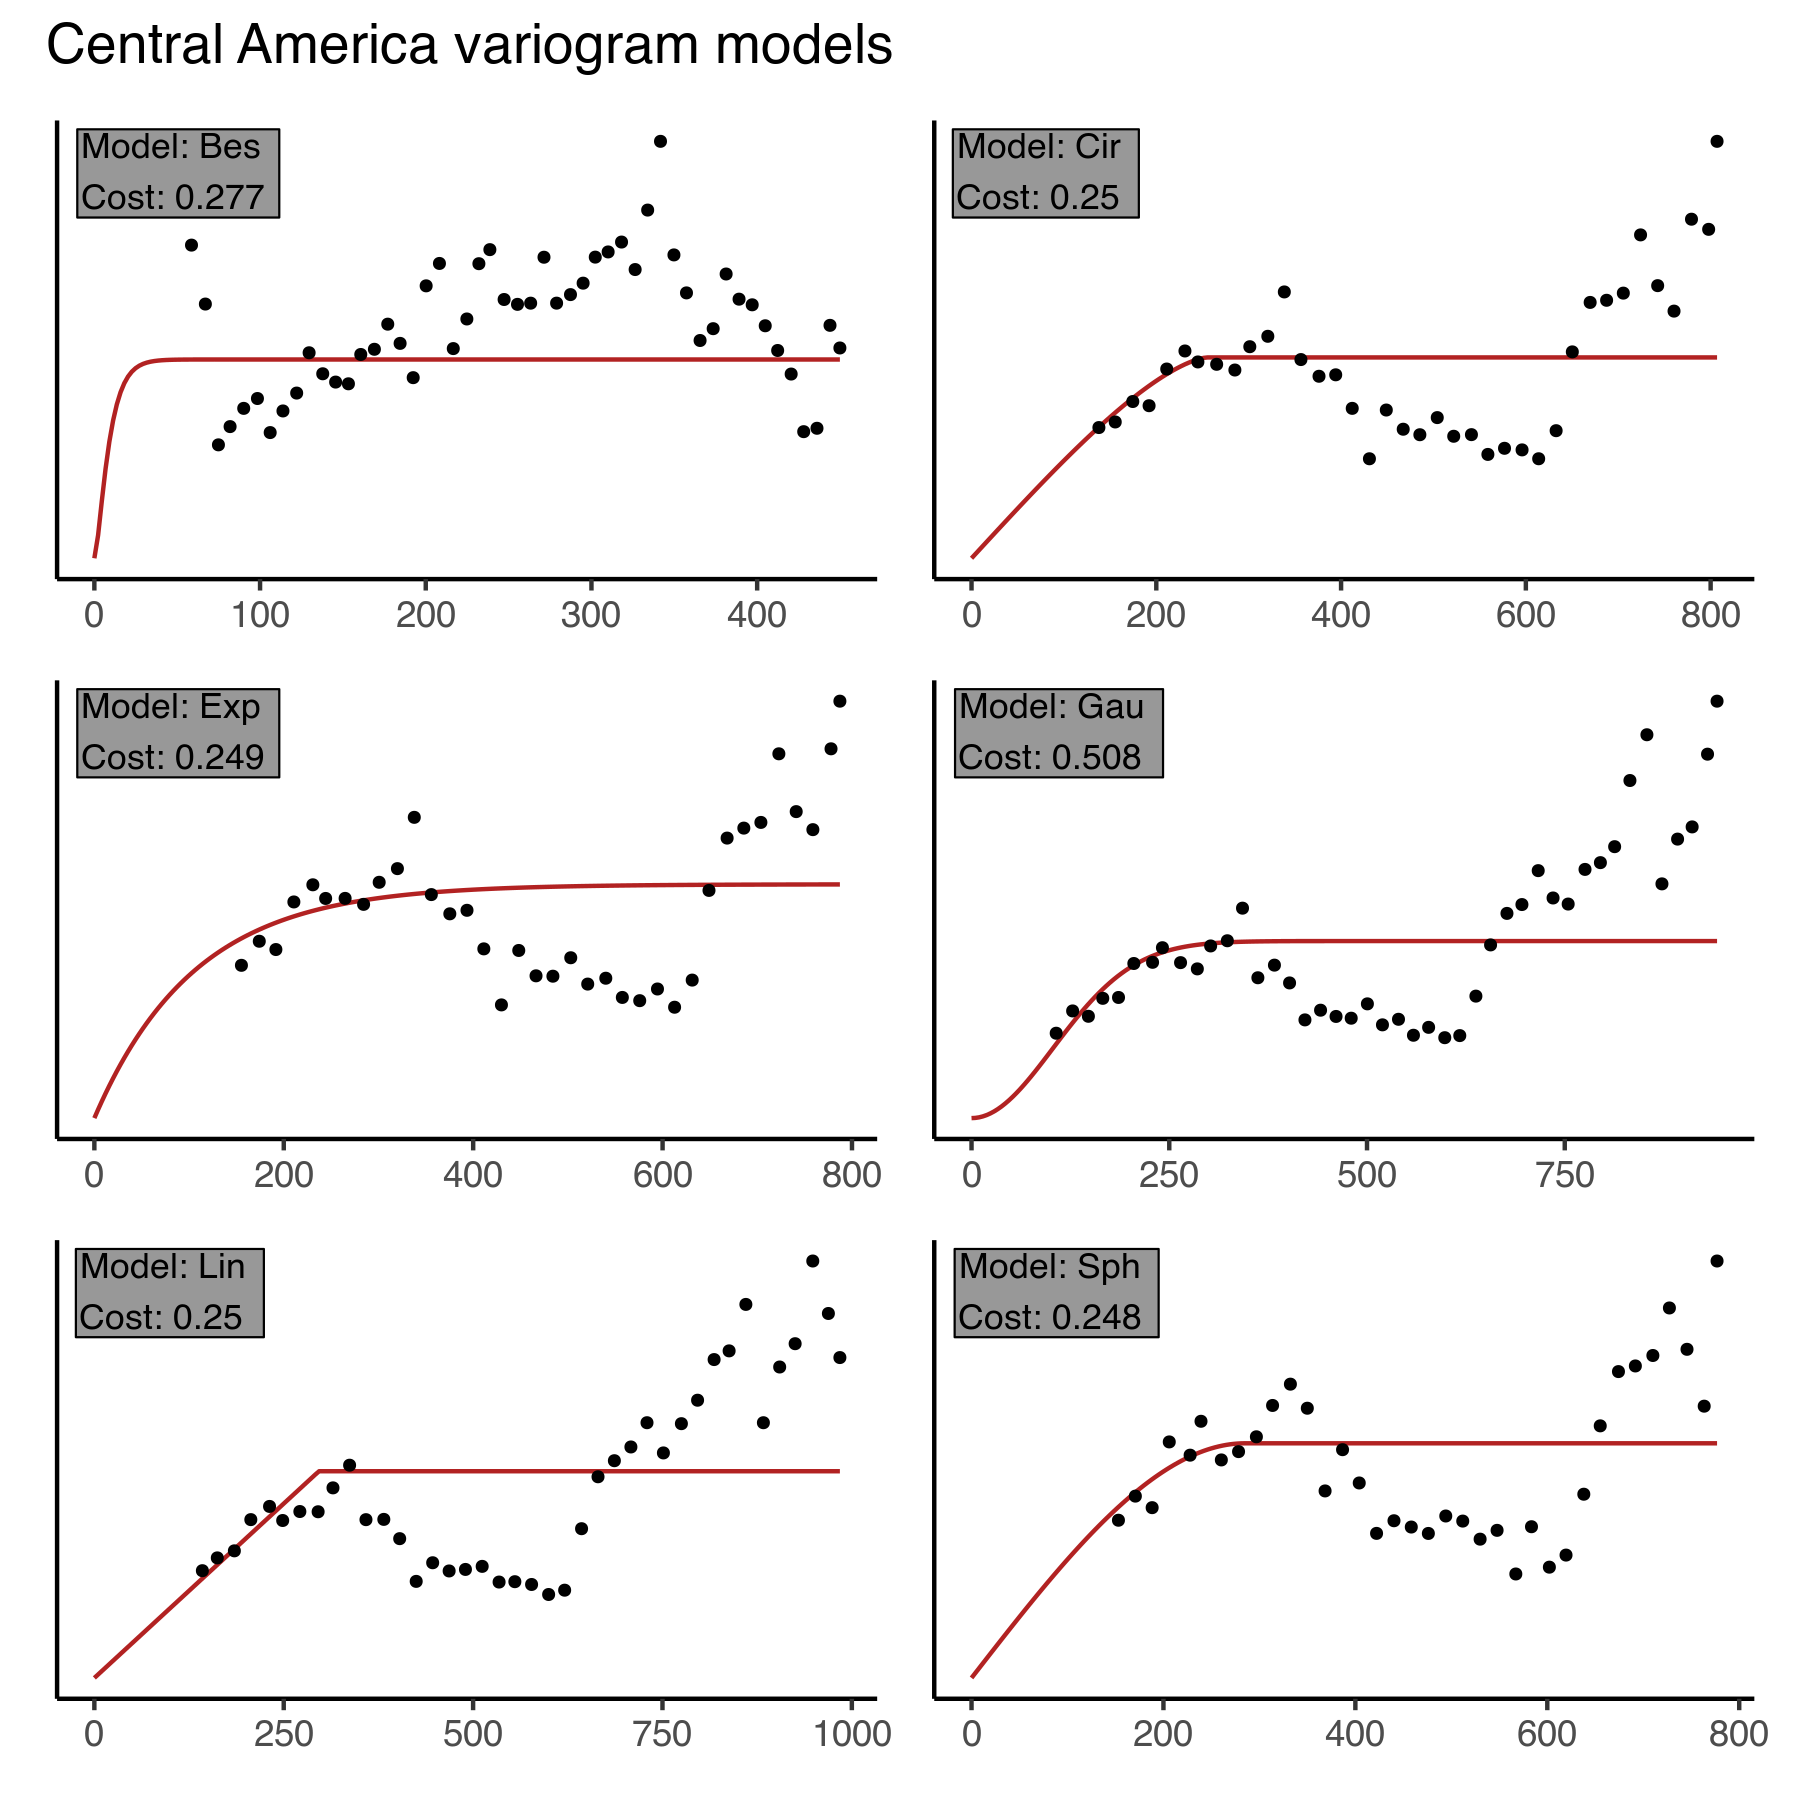 Central America variogram models
Model: Bes
Cost: 0.277
0 100 200 300 400
Model: Cir
Cost: 0.25
0 200 400 600 800
Model: Exp
Cost: 0.249
0 200 400 600 800
Model: Gau
Cost: 0.508
0 250 500 750
Model: Lin
Cost: 0.25
0 250 500 750 1000
Model: Sph
Cost: 0.248
0 200 400 600 800